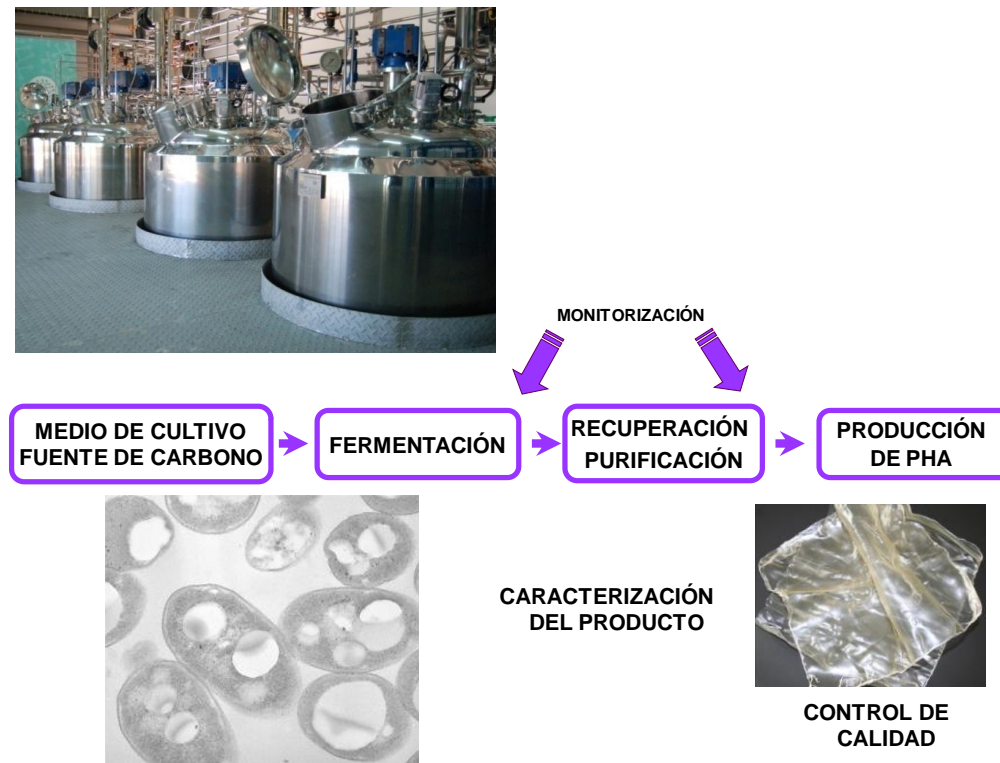 MONITORIZACIÓN
MEDIO DE CULTIVO
FUENTE DE CARBONO
FERMENTACIÓN
RECUPERACIÓN
PURIFICACIÓN
PRODUCCIÓN
DE PHA
CARACTERIZACIÓN
DEL PRODUCTO
CONTROL DE
CALIDAD